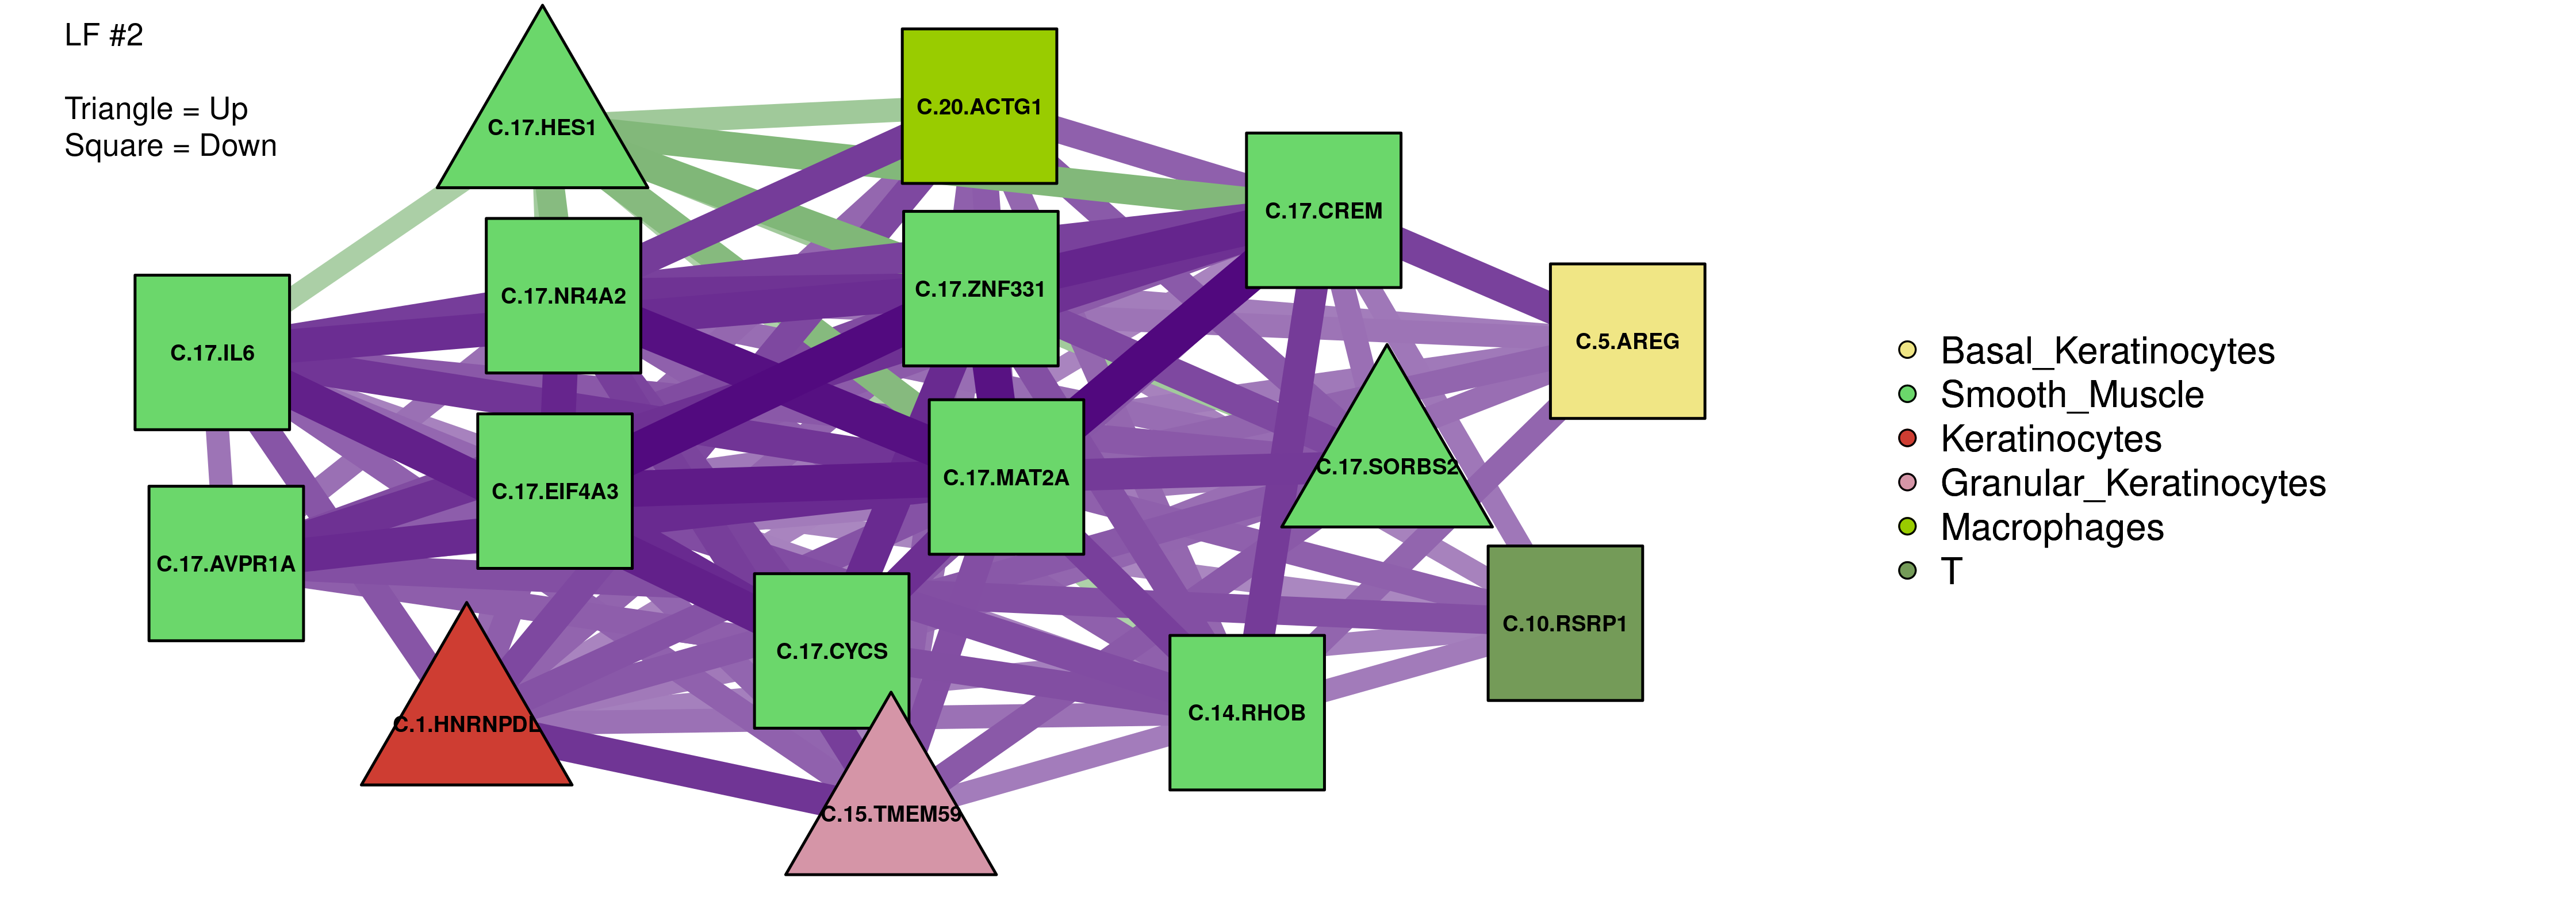 LF #2
Triangle = Up
Square = Down
C.17.HES1
C.20.ACTG1
C.17.CREM
C.17.NR4A2
C.17.ZNF331
C.5.AREG
C.17.IL6
C.17.EIF4A3
C.17.MAT2A
C.17.SORBS2
C.17.AVPR1A
C.17.CYCS
C.10.RSRP1
C.1.HNRNPDL
C.14.RHOB
C.15.TMEM59
Basal_Keratinocytes
Smooth_Muscle
Keratinocytes
Granular_Keratinocytes
Macrophages
T